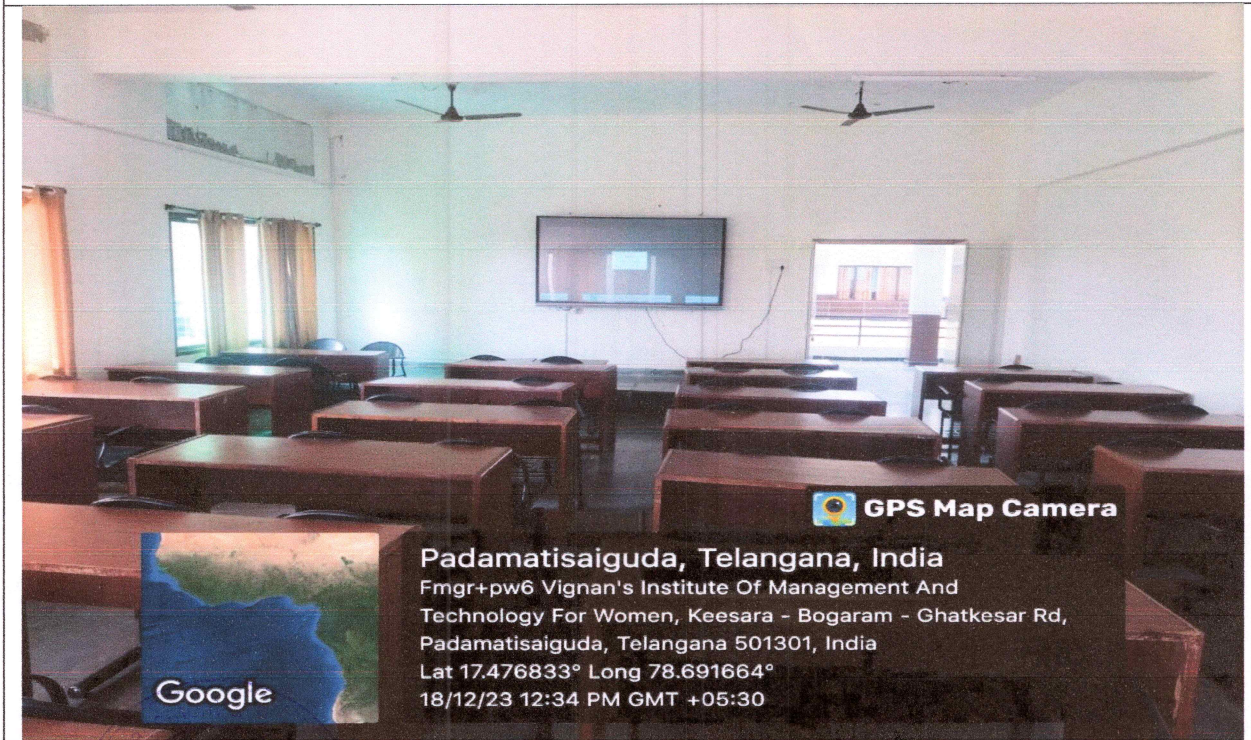 GPS Map Camera
Padamatisaiguda, Telangana, India
Fmgr+pw6 Vignan's Institute Of Management And
Technology For Women, Keesara - Bogaram - Ghatkesar Rd,
Padamatisaiguda, Telangana 501301, India
Lat 17.476833° Long 78.691664°
18/12/23 12:34 PM GMT +05:30
Google